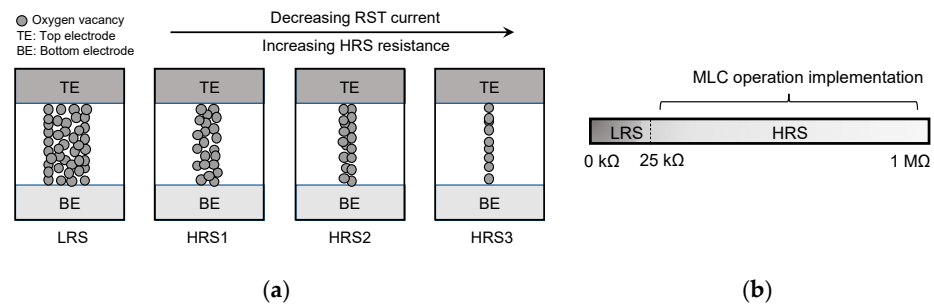 Oxygen vacancy
TE: Top electrode
BE: Bottom electrode
Decreasing RST current
Increasing HRS resistance
TE
TE
TE
TE
BE
BE
BE
BE
LRS
HRS1
HRS2
HRS3
(a)
MLC operation implementation
LRS
HRS
0 kΩ
25 kΩ
1 MΩ
(b)